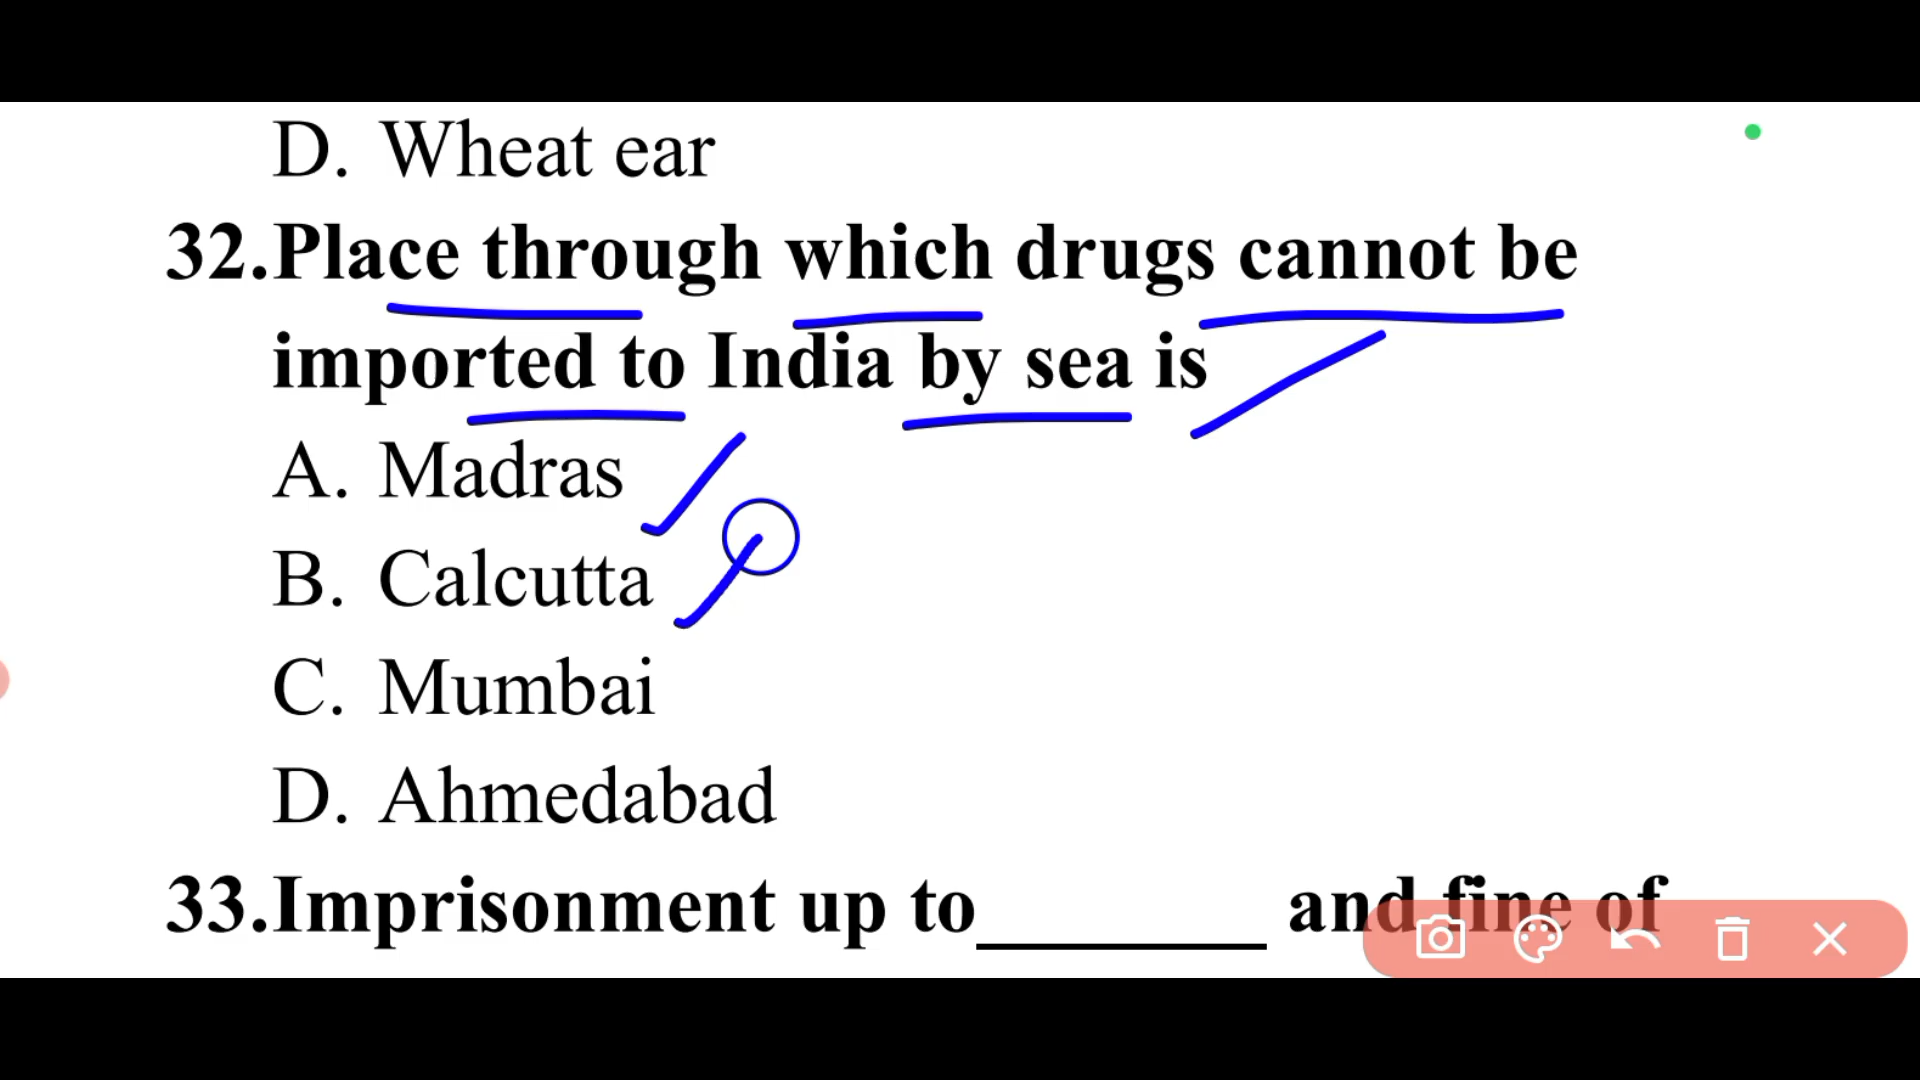 D. Wheat ear
32.Place through which drugs cannot be
imported to India by sea is
A. Madras
B. Calcutta
C. Mumbai
D. Ahmedabad
33.Imprisonment up to_______ and fine of